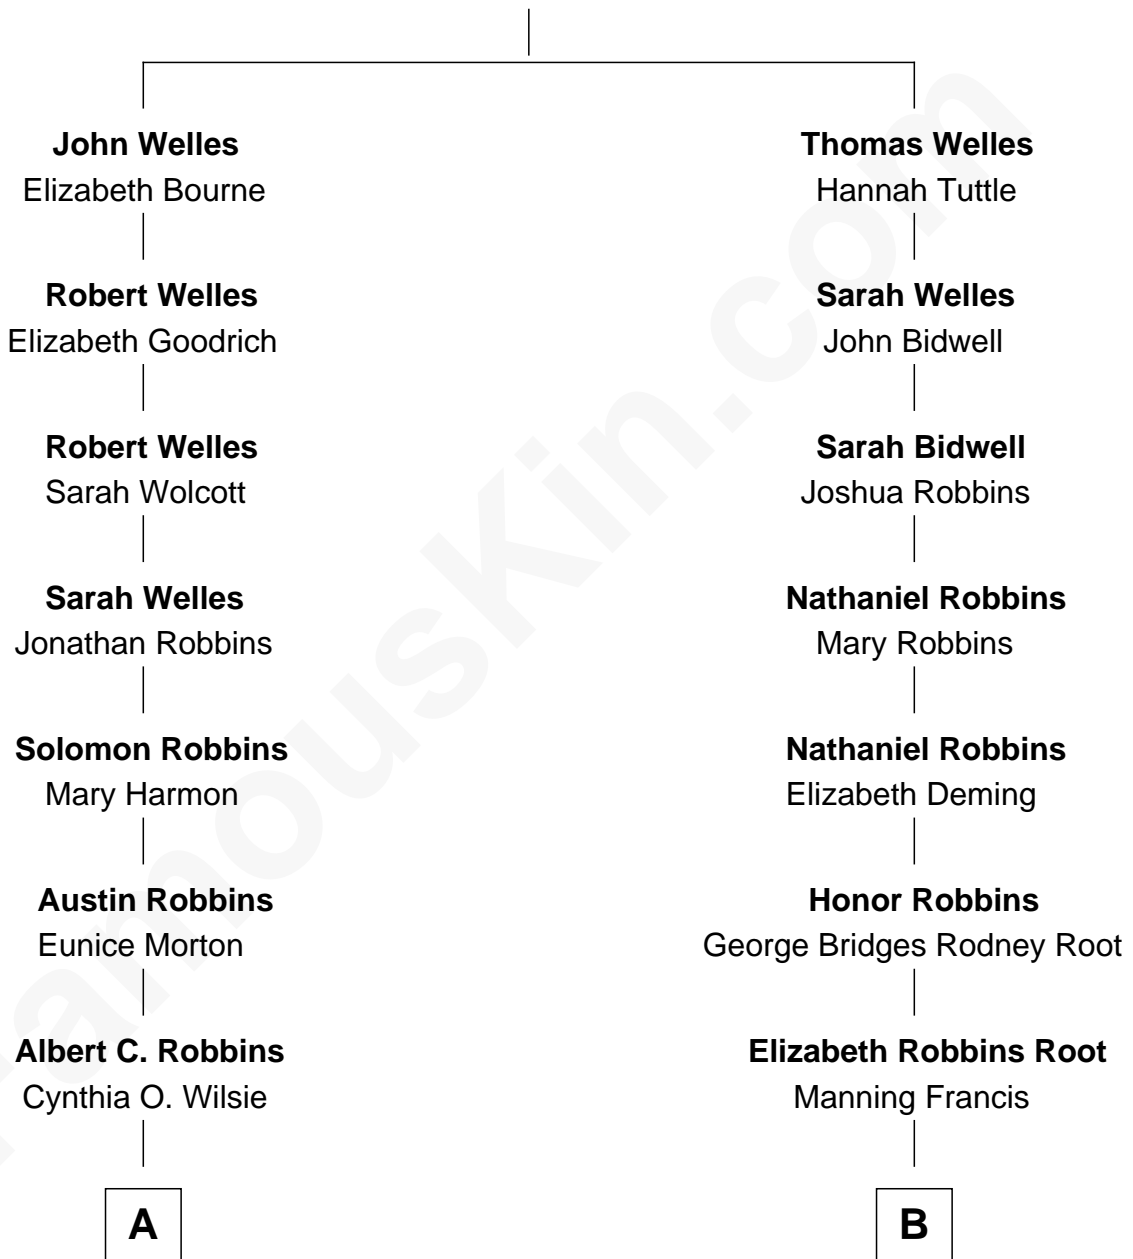 John Welles
Elizabeth Bourne
Robert Welles
Elizabeth Goodrich
Robert Welles
Sarah Wolcott
Sarah Welles
Jonathan Robbins
Solomon Robbins
Mary Harmon
Austin Robbins
Eunice Morton
Albert C. Robbins
Cynthia O. Wilsie
A
Thomas Welles
Hannah Tuttle
Sarah Welles
John Bidwell
Sarah Bidwell
Joshua Robbins
Nathaniel Robbins
Mary Robbins
Nathaniel Robbins
Elizabeth Deming
Honor Robbins
George Bridges Rodney Root
Elizabeth Robbins Root
Manning Francis
B
FamousKin.com